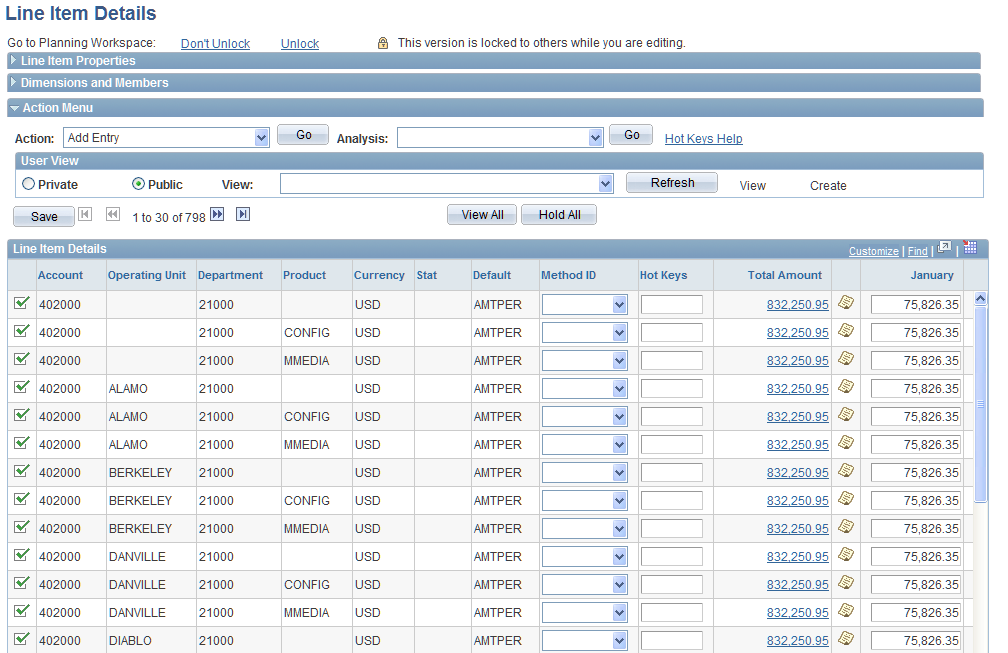 Line Item Details
Go to Planning Workspace: Don't Unlock Unlock This version is locked to others while you are editing.
Line Item Properties
Dimensions and Members
Action Menu
Action: Add Entry Go Analysis: Go Hot Keys Help
User View
Private Public View: Refresh View Create
Save 1 to 30 of 798 View All Hold All
Line Item Details Customize | Find | |
Account Operating Unit Department Product Currency Stat Default Method ID Hot Keys Total Amount January
402000 21000 USD AMTPER 832,250.95 75,826.35
402000 21000 CONFIG USD AMTPER 832,250.95 75,826.35
402000 21000 MMEDIA USD AMTPER 832,250.95 75,826.35
402000 ALAMO 21000 USD AMTPER 832,250.95 75,826.35
402000 ALAMO 21000 CONFIG USD AMTPER 832,250.95 75,826.35
402000 ALAMO 21000 MMEDIA USD AMTPER 832,250.95 75,826.35
402000 BERKELEY 21000 USD AMTPER 832,250.95 75,826.35
402000 BERKELEY 21000 CONFIG USD AMTPER 832,250.95 75,826.35
402000 BERKELEY 21000 MMEDIA USD AMTPER 832,250.95 75,826.35
402000 DANVILLE 21000 USD AMTPER 832,250.95 75,826.35
402000 DANVILLE 21000 CONFIG USD AMTPER 832,250.95 75,826.35
402000 DANVILLE 21000 MMEDIA USD AMTPER 832,250.95 75,826.35
402000 DIABLO 21000 USD AMTPER 832,250.95 75,826.35